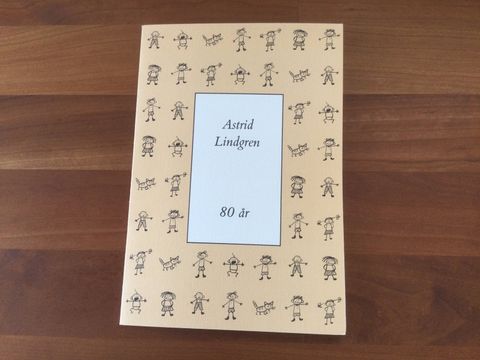 Astrid
Lindgren
80 år